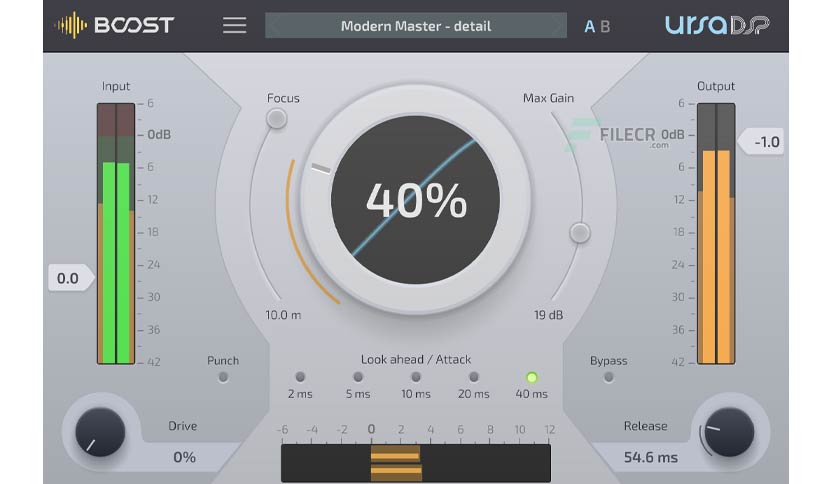 BOOST
Modern Master - detail
A B
ursa DSP
Input
Focus
Max Gain
Output
6
0dB
6
12
18
24
30
36
42
0.0
40%
FILECR
.com
6
0dB
6
12
18
24
30
36
42
-1.0
10.0 m
19 dB
Punch
Look ahead / Attack
Bypass
2 ms
5 ms
10 ms
20 ms
40 ms
Drive
0%
-6 -4 -2 0 2 4 6 8 10 12
Release
54.6 ms